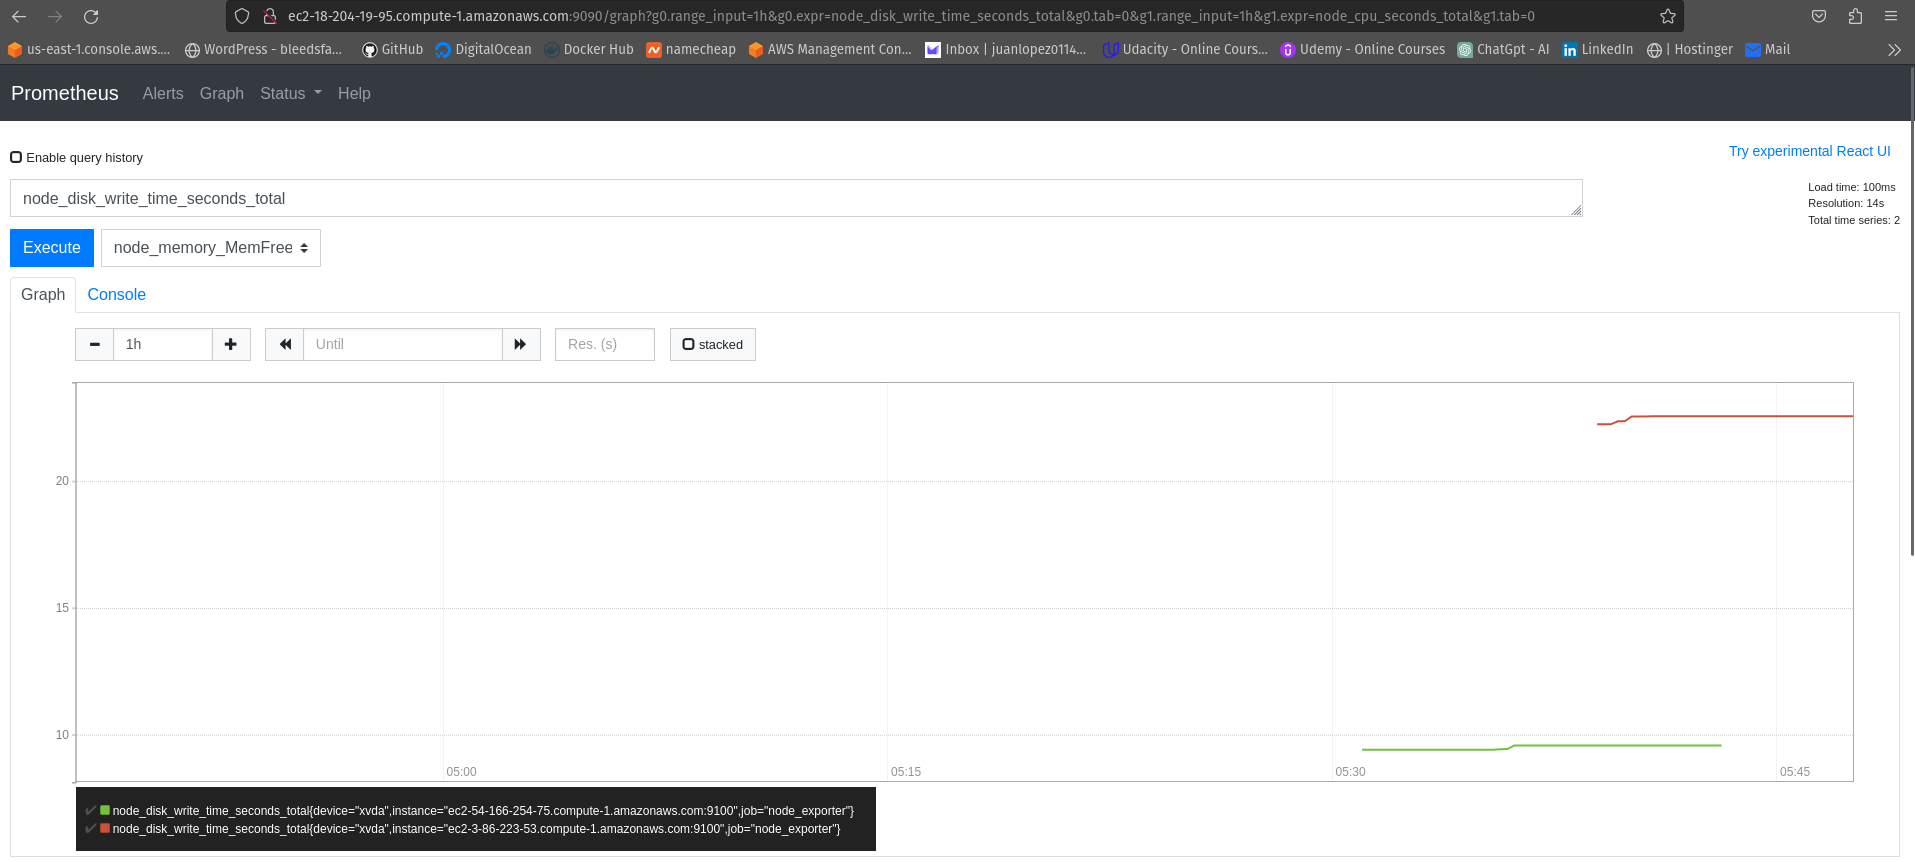 ec2-18-204-19-95.compute-1.amazonaws.com:9090/graph?g0.range_input=1h&g0.expr=node_disk_write_time_seconds_total&g0.tab=0&g1.range_input=1h&g1.expr=node_cpu_seconds_total&g1.tab=0
us-east-1.console.aws.... WordPress - bleedsfa... GitHub DigitalOcean Docker Hub namecheap AWS Management Con... Inbox | juanlopez0114... Udacity - Online Cours... Udemy - Online Courses ChatGpt - AI LinkedIn | Hostinger Mail
Prometheus Alerts Graph Status Help
Enable query history
Try experimental React UI
node_disk_write_time_seconds_total
Load time: 100ms
Resolution: 14s
Total time series: 2
Execute node_memory_MemFree
Graph Console
1h Until Res. (s) stacked
20
15
10
05:00 05:15 05:30 05:45
node_disk_write_time_seconds_total{device="xvda",instance="ec2-54-166-254-75.compute-1.amazonaws.com:9100",job="node_exporter"}
node_disk_write_time_seconds_total{device="xvda",instance="ec2-3-86-223-53.compute-1.amazonaws.com:9100",job="node_exporter"}